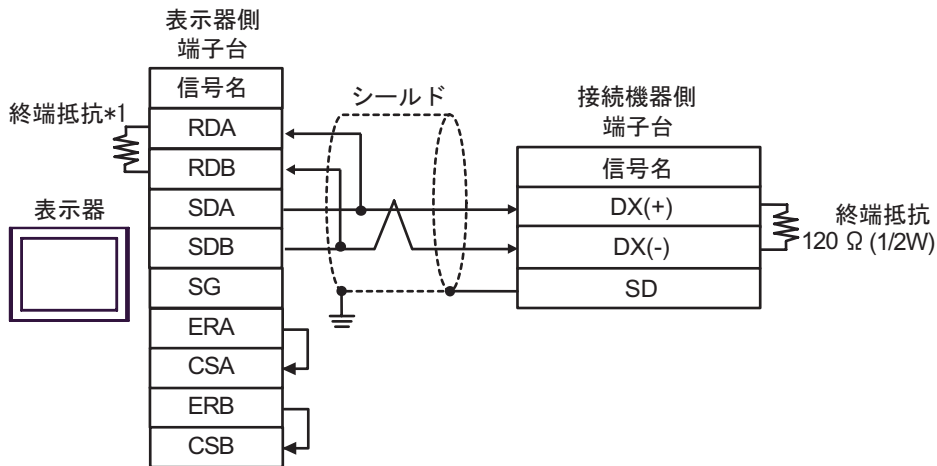 表示器側
端子台
信号名
終端抵抗*1
RDA
RDB
表示器
SDA
SDB
SG
ERA
CSA
ERB
CSB
シールド
接続機器側
端子台
信号名
DX(+)
DX(-)
SD
終端抵抗
120 Ω (1/2W)